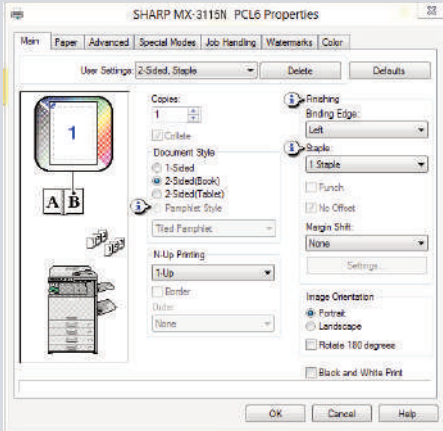 SHARP MX-3115N PCL6 Properties
Main Paper Advanced Special Modes Job Handling Watermarks Color
User Settings: 2-Sided, Staple Delete Defaults
1
A B
Copies:
1
Collate
Document Style
1-Sided
2-Sided(Book)
2-Sided(Tablet)
Pamphlet Style
Tiled Pamphlet
N-Up Printing
1-Up
Border
Order
None
Finishing
Binding Edge:
Left
Staple:
1 Staple
Punch
No Offset
Margin Shift:
None
Settings...
Image Orientation
Portrait
Landscape
Rotate 180 degrees
Black and White Print
OK Cancel Help